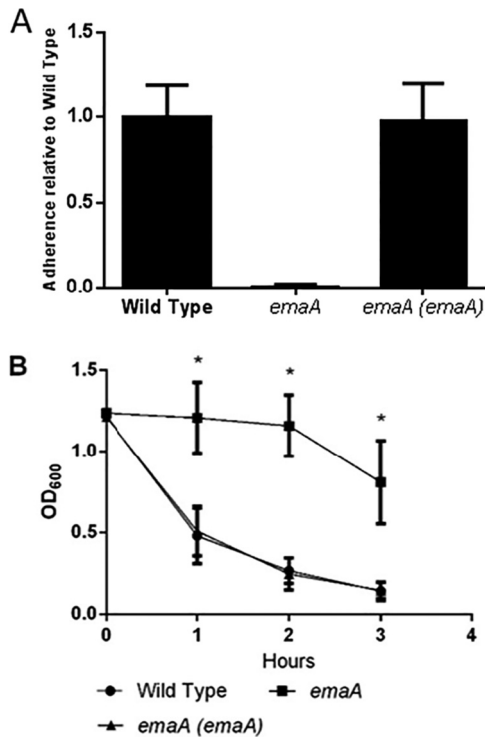 A
Adherence relative to Wild Type
1.5
1.0
0.5
0.0
Wild Type emaA emaA (emaA)
B
OD600
1.5
1.0
0.5
0.0
* * *
0 1 2 3 4
Hours
Wild Type emaA
emaA (emaA)